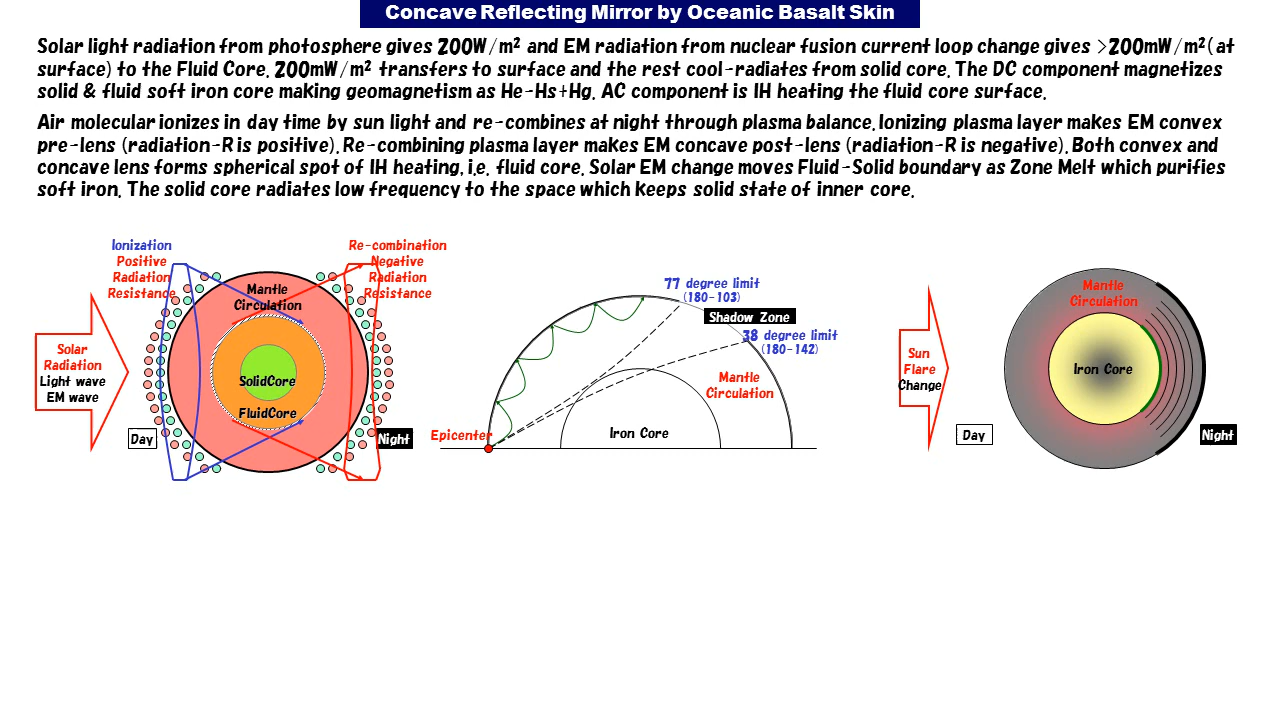 Concave Reflecting Mirror by Oceanic Basalt Skin
Solar light radiation from photosphere gives 200W/m² and EM radiation from nuclear fusion current loop change gives >200mW/m²(at
surface) to the Fluid Core. 200mW/m² transfers to surface and the rest cool-radiates from solid core. The DC component magnetizes
solid & fluid soft iron core making geomagnetism as He-Hs+Hg. AC component is IH heating the fluid core surface.
Air molecular ionizes in day time by sun light and re-combines at night through plasma balance. Ionizing plasma layer makes EM convex
pre-lens (radiation-R is positive). Re-combining plasma layer makes EM concave post-lens (radiation-R is negative). Both convex and
concave lens forms spherical spot of IH heating, i.e. fluid core. Solar EM change moves Fluid-Solid boundary as Zone Melt which purifies
soft iron. The solid core radiates low frequency to the space which keeps solid state of inner core.
Ionization
Positive
Radiation
Resistance
Re-combination
Negative
Radiation
Resistance
Mantle
Circulation
Solar
Radiation
Light wave
EM wave
SolidCore
FluidCore
Day
Night
77 degree limit
(180-103)
Shadow Zone
38 degree limit
(180-142)
Mantle
Circulation
Epicenter
Iron Core
Mantle
Circulation
Sun
Flare
Change
Iron Core
Day
Night